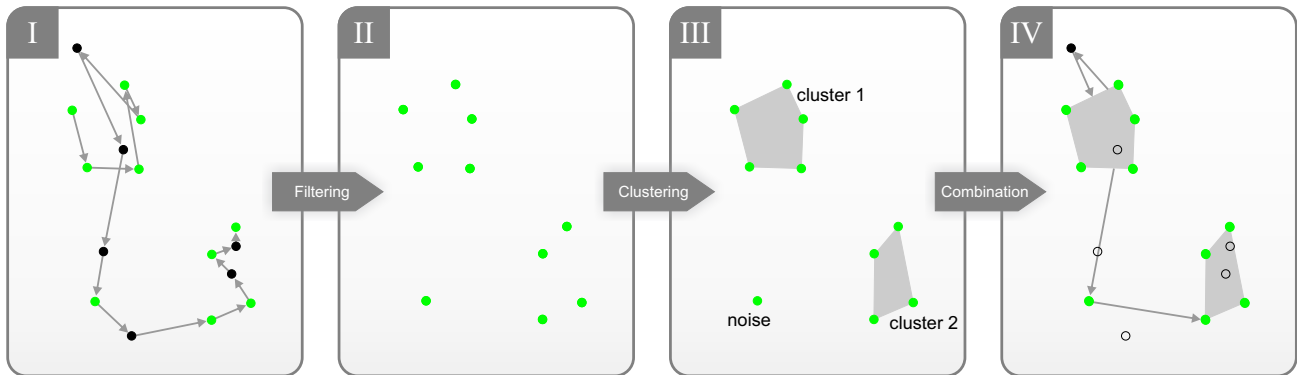 I
II
III
IV
cluster 1
Filtering
Clustering
Combination
noise
cluster 2